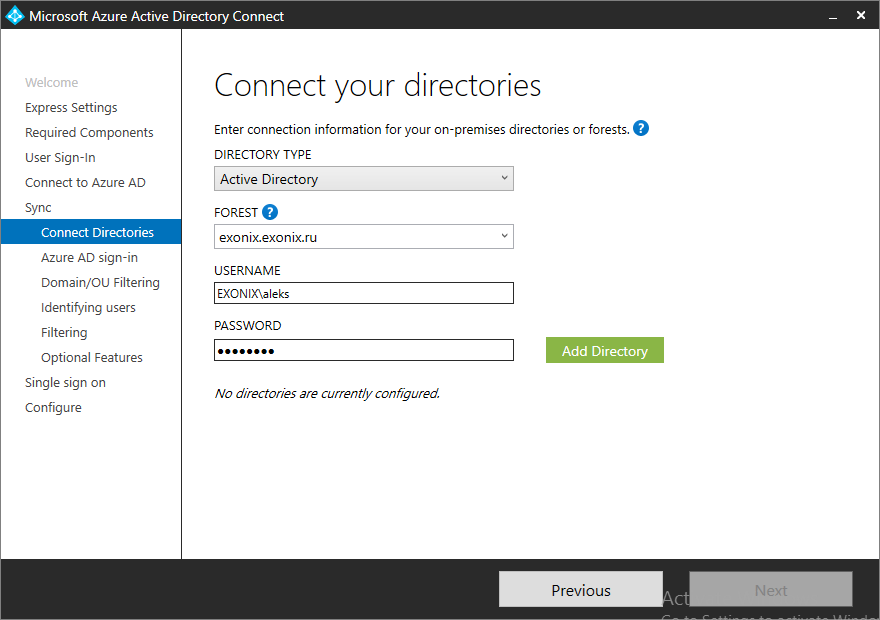 Microsoft Azure Active Directory Connect
Welcome
Express Settings
Required Components
User Sign-In
Connect to Azure AD
Sync
Connect Directories
Azure AD sign-in
Domain/OU Filtering
Identifying users
Filtering
Optional Features
Single sign on
Configure
Connect your directories
Enter connection information for your on-premises directories or forests. ?
DIRECTORY TYPE
Active Directory
FOREST ?
exonix.exonix.ru
USERNAME
EXONIX\aleks
PASSWORD
●●●●●●●●
Add Directory
No directories are currently configured.
Previous
Next
Act
Go to Settings to activate Windo